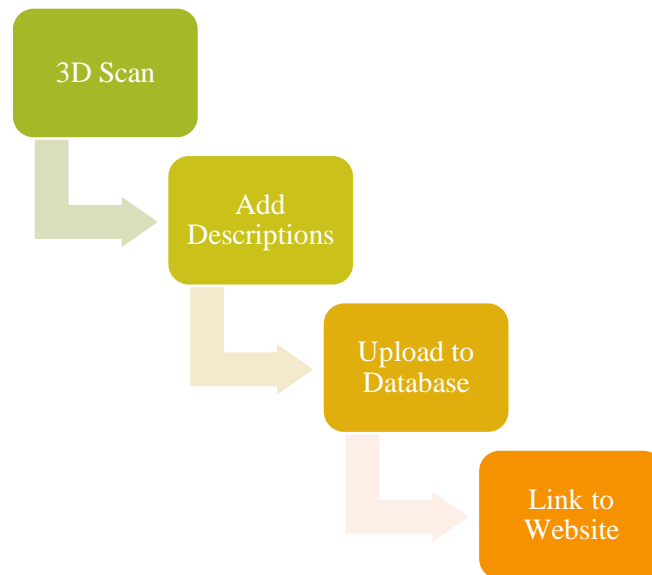 3D Scan
Add
Descriptions
Upload to
Database
Link to
Website